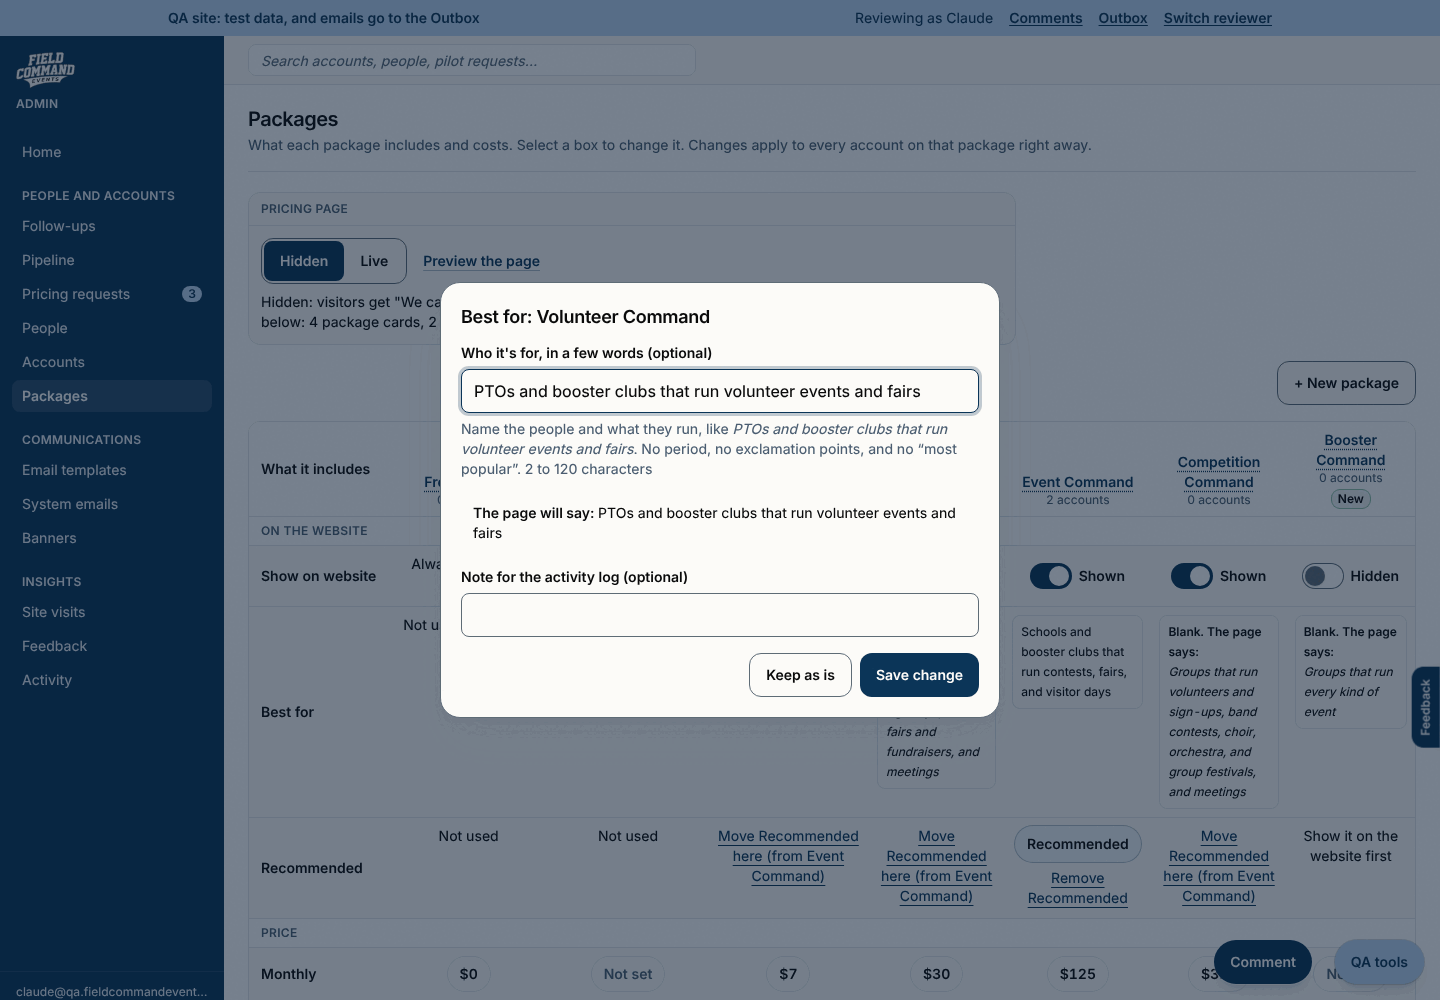 QA site: test data, and emails go to the Outbox
Reviewing as Claude Comments Outbox Switch reviewer
FIELD COMMAND EVENTS
ADMIN
Home
PEOPLE AND ACCOUNTS
Follow-ups
Pipeline
Pricing requests 3
People
Accounts
Packages
COMMUNICATIONS
Email templates
System emails
Banners
INSIGHTS
Site visits
Feedback
Activity
claude@qa.fieldcommandevent...
Search accounts, people, pilot requests...
Packages
What each package includes and costs. Select a box to change it. Changes apply to every account on that package right away.
PRICING PAGE
Hidden Live Preview the page
Hidden: visitors get "We ca
below: 4 package cards, 2
+ New package
Best for: Volunteer Command
Who it's for, in a few words (optional)
PTOs and booster clubs that run volunteer events and fairs
Name the people and what they run, like PTOs and booster clubs that run
volunteer events and fairs. No period, no exclamation points, and no “most
popular”. 2 to 120 characters
The page will say: PTOs and booster clubs that run volunteer events and
fairs
Note for the activity log (optional)
Keep as is Save change
What it includes
Event Command
2 accounts
Competition
Command
0 accounts
Booster
Command
0 accounts
New
ON THE WEBSITE
Show on website
Shown Shown Hidden
Best for
Not u
fairs and
fundraisers, and
meetings
Schools and
booster clubs that
run contests, fairs,
and visitor days
Blank. The page
says:
Groups that run
volunteers and
sign-ups, band
contests, choir,
orchestra, and
group festivals,
and meetings
Blank. The page
says:
Groups that run
every kind of
event
Recommended
Not used
Not used
Move Recommended
here (from Event
Command)
Move
Recommended
here (from Event
Command)
Recommended
Remove
Recommended
Move
Recommended
here (from Event
Command)
Show it on the
website first
PRICE
Monthly $0 Not set $7 $30 $125
Feedback
Comment
QA tools